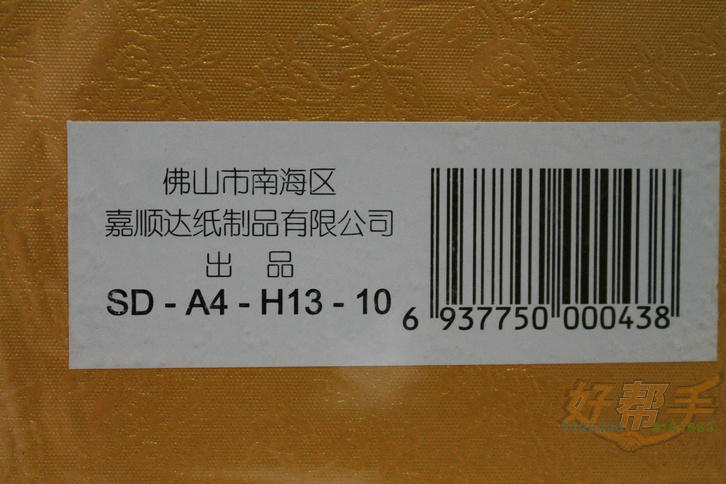 佛山市南海区
嘉顺达纸制品有限公司
出 品
SD - A4 - H13 - 10
6 937750 000438
好帮手